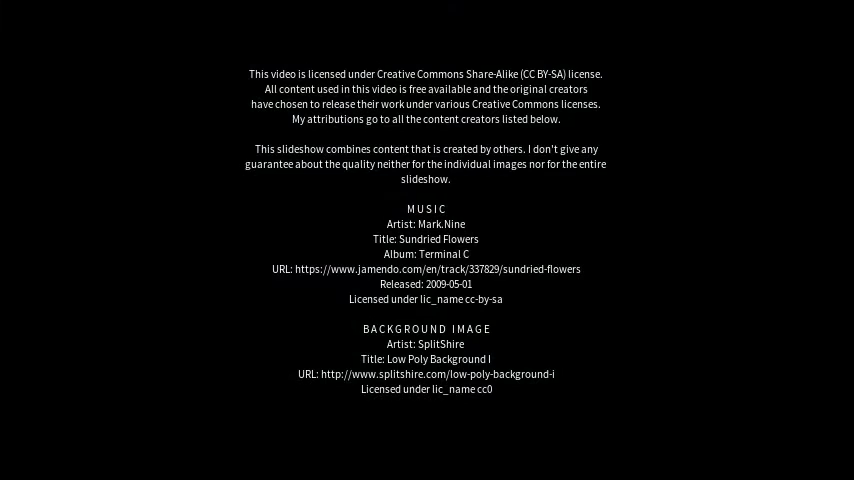 This video is licensed under Creative Commons Share-Alike (CC BY-SA) license.
All content used in this video is free available and the original creators
have chosen to release their work under various Creative Commons licenses.
My attributions go to all the content creators listed below.
This slideshow combines content that is created by others. I don't give any
guarantee about the quality neither for the individual images nor for the entire
slideshow.
MUSIC
Artist: Mark.Nine
Title: Sundried Flowers
Album: Terminal C
URL: https://www.jamendo.com/en/track/337829/sundried-flowers
Released: 2009-05-01
Licensed under lic_name cc-by-sa
BACKGROUND IMAGE
Artist: SplitShire
Title: Low Poly Background I
URL: http://www.splitshire.com/low-poly-background-i
Licensed under lic_name cc0